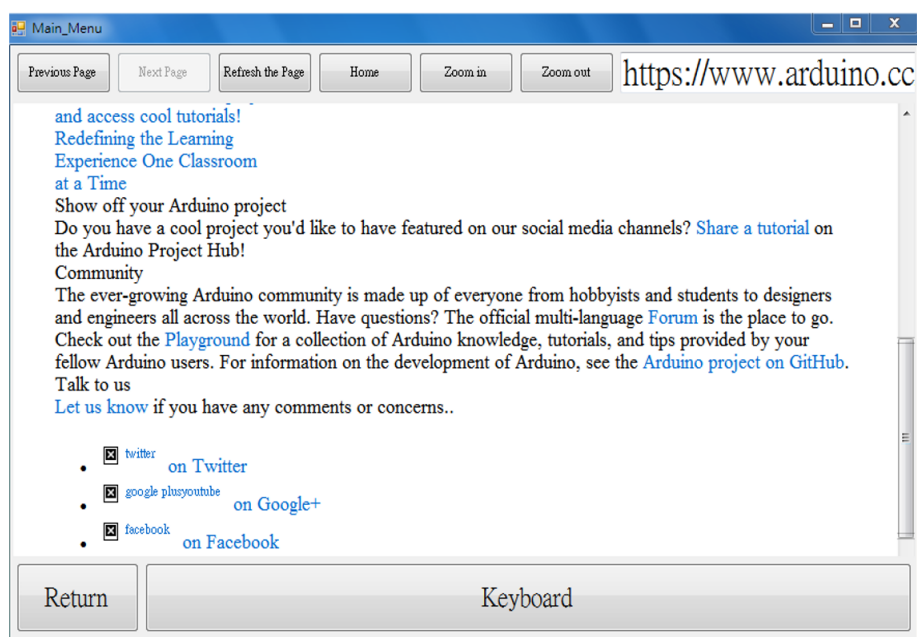 Main_Menu
Previous Page Next Page Refresh the Page Home Zoom in Zoom out https://www.arduino.cc
and access cool tutorials!
Redefining the Learning
Experience One Classroom
at a Time
Show off your Arduino project
Do you have a cool project you'd like to have featured on our social media channels? Share a tutorial on
the Arduino Project Hub!
Community
The ever-growing Arduino community is made up of everyone from hobbyists and students to designers
and engineers all across the world. Have questions? The official multi-language Forum is the place to go.
Check out the Playground for a collection of Arduino knowledge, tutorials, and tips provided by your
fellow Arduino users. For information on the development of Arduino, see the Arduino project on GitHub.
Talk to us
Let us know if you have any comments or concerns..
twitter on Twitter
google plusyoutube on Google+
facebook on Facebook
Return Keyboard